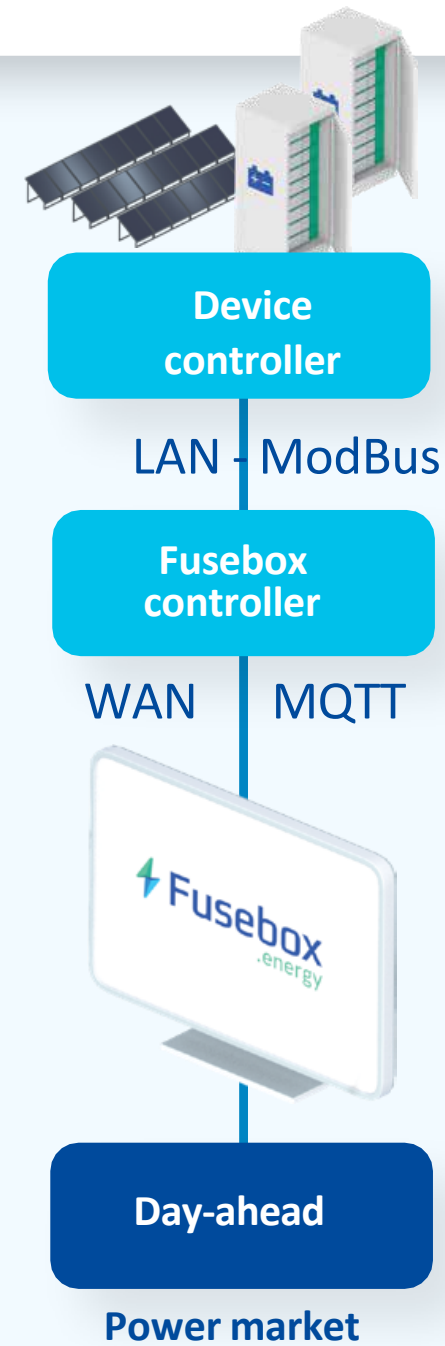 Device
controller
LAN - ModBus
Fusebox
controller
WAN MQTT
Fusebox
.energy
Day-ahead
Power market